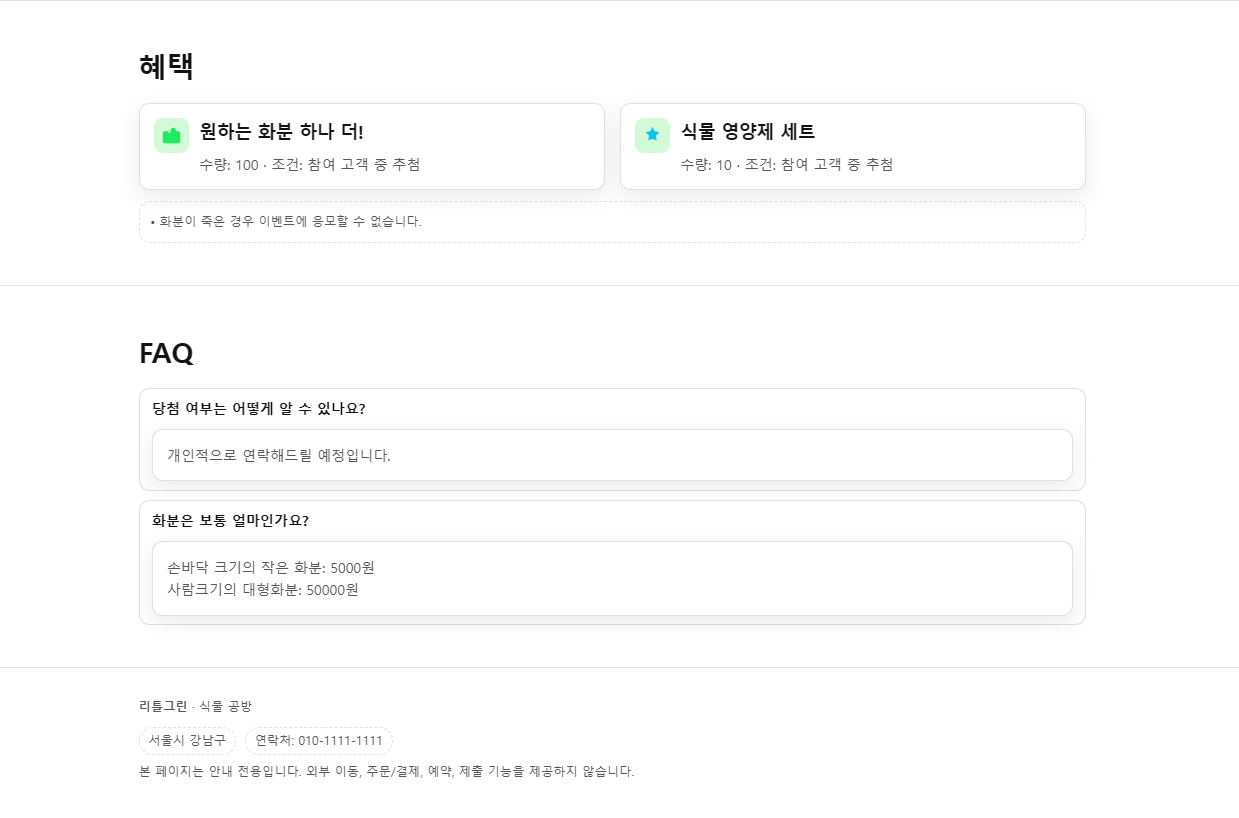 혜택
원하는 화분 하나 더!
수량: 100 · 조건: 참여 고객 중 추첨
식물 영양제 세트
수량: 10 · 조건: 참여 고객 중 추첨
• 화분이 죽은 경우 이벤트에 응모할 수 없습니다.
FAQ
당첨 여부는 어떻게 알 수 있나요?
개인적으로 연락해드릴 예정입니다.
화분은 보통 얼마인가요?
손바닥 크기의 작은 화분: 5000원
사람크기의 대형화분: 50000원
리틀그린 · 식물 공방
서울시 강남구
연락처: 010-1111-1111
본 페이지는 안내 전용입니다. 외부 이동, 주문/결제, 예약, 제출 기능을 제공하지 않습니다.